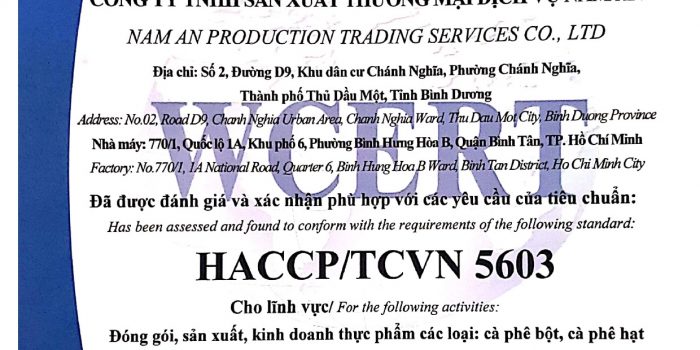 CÔNG TY TNHH SẢN XUẤT THƯƠNG MẠI DỊCH VỤ
NAM AN PRODUCTION TRADING SERVICES CO., LTD
Địa chỉ: Số 2, Đường D9, Khu dân cư Chánh Nghĩa, Phường Chánh Nghĩa,
Thành phố Thủ Dầu Một, Tỉnh Bình Dương
Address: No.02, Road D9, Chanh Nghia Urban Area, Chanh Nghia Ward, Thu Dau Mot City, Binh Duong Province
Nhà máy: 770/1, Quốc lộ 1A, Khu phố 6, Phường Bình Hưng Hòa B, Quận Bình Tân, TP. Hồ Chí Minh
Factory: No.770/1, 1A National Road, Quarter 6, Binh Hung Hoa B Ward, Binh Tan District, Ho Chi Minh City
WCERT
Đã được đánh giá và xác nhận phù hợp với các yêu cầu của tiêu chuẩn:
Has been assessed and found to conform with the requirements of the following standard:
HACCP/TCVN 5603
Cho lĩnh vực/ For the following activities:
Đóng gói, sản xuất, kinh doanh thực phẩm các loại: cà phê bột, cà phê hạt